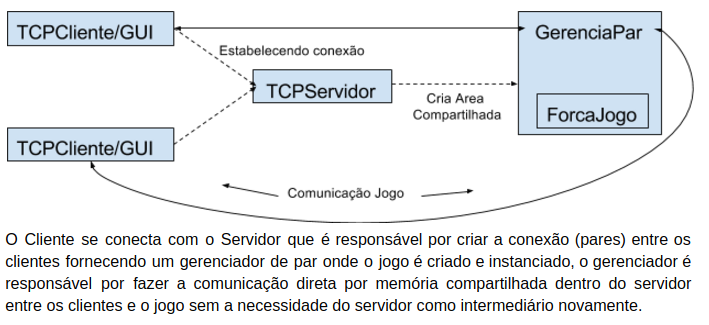 TCPCliente/GUI
GerenciaPar
Estabelecendo conexão
TCPServidor
Cria Area
Compartilhada
ForcaJogo
TCPCliente/GUI
Comunicação Jogo
O Cliente se conecta com o Servidor que é responsável por criar a conexão (pares) entre os
clientes fornecendo um gerenciador de par onde o jogo é criado e instanciado, o gerenciador é
responsável por fazer a comunicação direta por memória compartilhada dentro do servidor
entre os clientes e o jogo sem a necessidade do servidor como intermediário novamente.